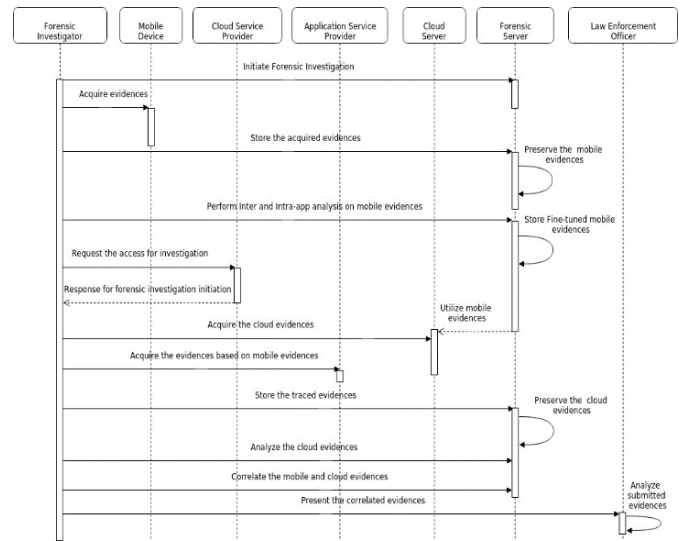 Forensic
Investigator
Mobile
Device
Cloud Service
Provider
Application Service
Provider
Cloud
Server
Forensic
Server
Law Enforcement
Officer
Initiate Forensic Investigation
Acquire evidences
Store the acquired evidences
Preserve the mobile
evidences
Perform Inter and Intra-app analysis on mobile evidences
Store Fine-tuned mobile
evidences
Request the access for investigation
Response for forensic investigation initiation
Utilize mobile
evidences
Acquire the cloud evidences
Acquire the evidences based on mobile evidences
Store the traced evidences
Preserve the cloud
evidences
Analyze the cloud evidences
Correlate the mobile and cloud evidences
Present the correlated evidences
Analyze
submitted
evidences